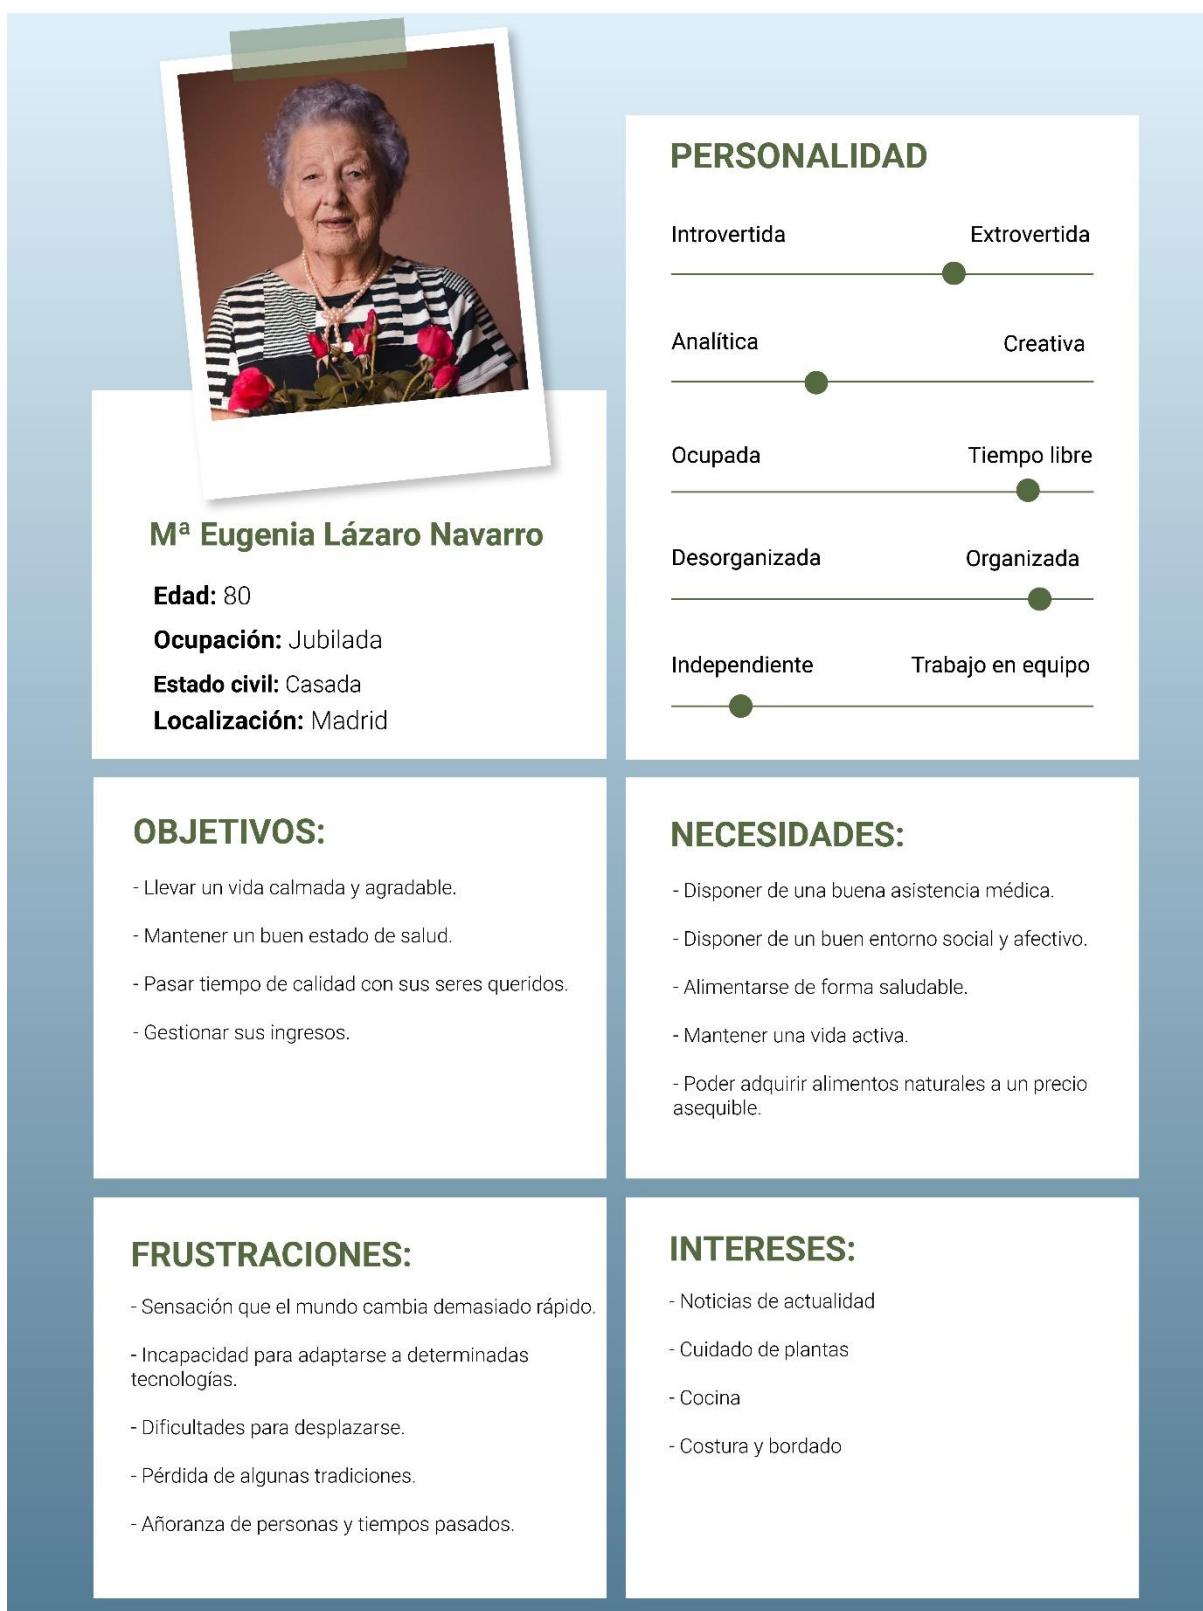 Mª Eugenia Lázaro Navarro
Edad: 80
Ocupación: Jubilada
Estado civil: Casada
Localización: Madrid
PERSONALIDAD
Introvertida Extrovertida
Analítica Creativa
Ocupada Tiempo libre
Desorganizada Organizada
Independiente Trabajo en equipo
OBJETIVOS:
- Llevar un vida calmada y agradable.
- Mantener un buen estado de salud.
- Pasar tiempo de calidad con sus seres queridos.
- Gestionar sus ingresos.
NECESIDADES:
- Disponer de una buena asistencia médica.
- Disponer de un buen entorno social y afectivo.
- Alimentarse de forma saludable.
- Mantener una vida activa.
- Poder adquirir alimentos naturales a un precio
asequible.
FRUSTRACIONES:
- Sensación que el mundo cambia demasiado rápido.
- Incapacidad para adaptarse a determinadas
tecnologías.
- Dificultades para desplazarse.
- Pérdida de algunas tradiciones.
- Añoranza de personas y tiempos pasados.
INTERESES:
- Noticias de actualidad
- Cuidado de plantas
- Cocina
- Costura y bordado